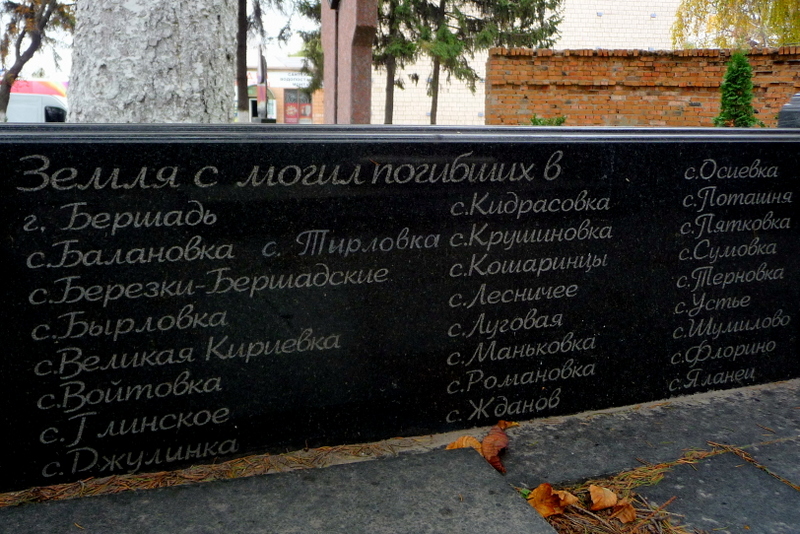 Земля с могил погибших в
г. Бершадь
с.Балановка с. Тирловка
с.Березки-Бершадские
с.Бырловка
с.Великая Кириевка
с.Войтовка
с.Глинское
с.Джулинка
с.Кидрасовка
с.Крушиновка
с.Кошаринцы
с.Лесничее
с.Луговая
с.Маньковка
с.Романовка
с.Жданов
с.Осиевка
с.Поташня
с.Пятковка
с.Сумовка
с.Терновка
с.Устье
с.Шумилово
с.Флорино
с.Яланец